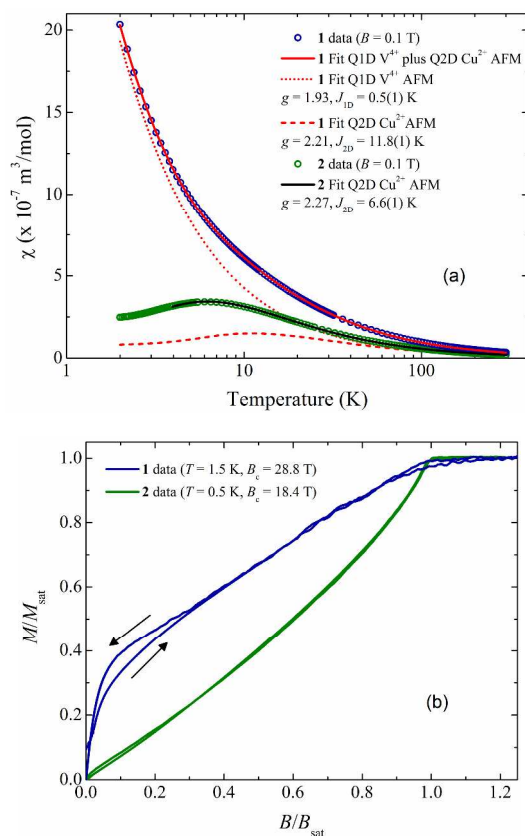 20
15
10
5
0
χ (x 10⁻⁷ m³/mol)
1 data (B = 0.1 T)
1 Fit Q1D V⁴⁺ plus Q2D Cu²⁺ AFM
1 Fit Q1D V⁴⁺ AFM
g = 1.93, J₁D = 0.5(1) K
1 Fit Q2D Cu²⁺AFM
g = 2.21, J₂D = 11.8(1) K
2 data (B = 0.1 T)
2 Fit Q2D Cu²⁺ AFM
g = 2.27, J₂D = 6.6(1) K
(a)
1 10 100
Temperature (K)
1.0
0.8
0.6
0.4
0.2
0.0
M/Msat
1 data (T = 1.5 K, Bc = 28.8 T)
2 data (T = 0.5 K, Bc = 18.4 T)
(b)
0.0 0.2 0.4 0.6 0.8 1.0 1.2
B/Bsat